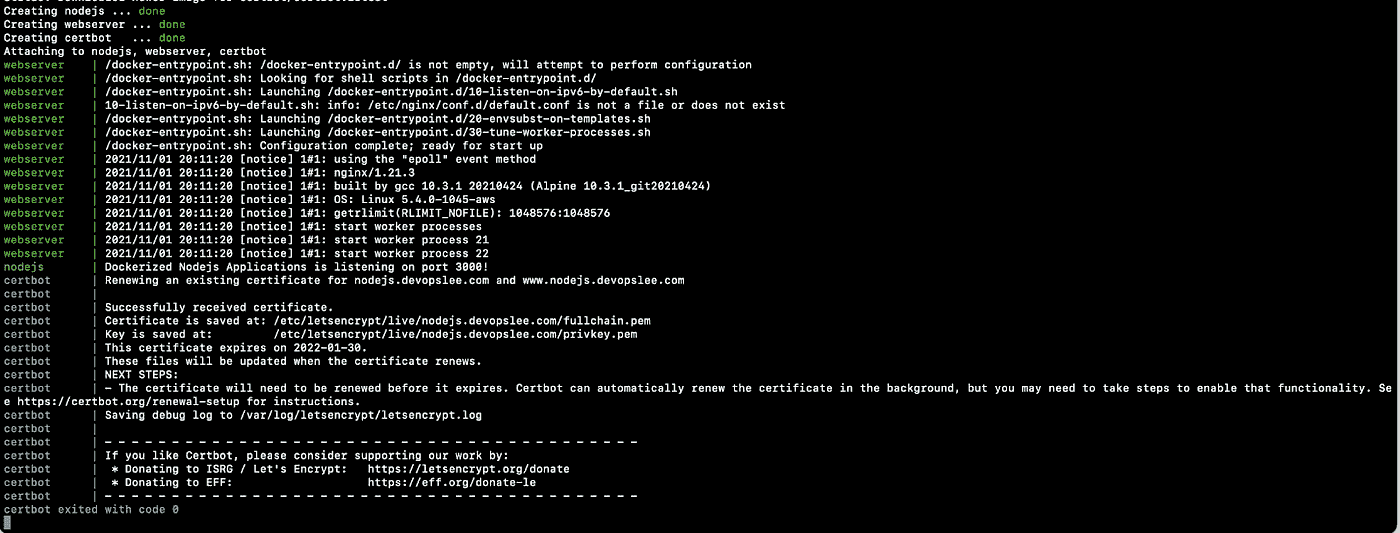 Creating nodejs ... done
Creating webserver ... done
Creating certbot   ... done
Attaching to nodejs, webserver, certbot
webserver    | /docker-entrypoint.sh: /docker-entrypoint.d/ is not empty, will attempt to perform configuration
webserver    | /docker-entrypoint.sh: Looking for shell scripts in /docker-entrypoint.d/
webserver    | /docker-entrypoint.sh: Launching /docker-entrypoint.d/10-listen-on-ipv6-by-default.sh
webserver    | 10-listen-on-ipv6-by-default.sh: info: /etc/nginx/conf.d/default.conf is not a file or does not exist
webserver    | /docker-entrypoint.sh: Launching /docker-entrypoint.d/20-envsubst-on-templates.sh
webserver    | /docker-entrypoint.sh: Launching /docker-entrypoint.d/30-tune-worker-processes.sh
webserver    | /docker-entrypoint.sh: Configuration complete; ready for start up
webserver    | 2021/11/01 20:11:20 [notice] 1#1: using the "epoll" event method
webserver    | 2021/11/01 20:11:20 [notice] 1#1: nginx/1.21.3
webserver    | 2021/11/01 20:11:20 [notice] 1#1: built by gcc 10.3.1 20210424 (Alpine 10.3.1_git20210424)
webserver    | 2021/11/01 20:11:20 [notice] 1#1: OS: Linux 5.4.0-1045-aws
webserver    | 2021/11/01 20:11:20 [notice] 1#1: getrlimit(RLIMIT_NOFILE): 1048576:1048576
webserver    | 2021/11/01 20:11:20 [notice] 1#1: start worker processes
webserver    | 2021/11/01 20:11:20 [notice] 1#1: start worker process 21
webserver    | 2021/11/01 20:11:20 [notice] 1#1: start worker process 22
nodejs       | Dockerized Nodejs Applications is listening on port 3000!
certbot      | Renewing an existing certificate for nodejs.devopslee.com and www.nodejs.devopslee.com
certbot      |
certbot      | Successfully received certificate.
certbot      | Certificate is saved at: /etc/letsencrypt/live/nodejs.devopslee.com/fullchain.pem
certbot      | Key is saved at:         /etc/letsencrypt/live/nodejs.devopslee.com/privkey.pem
certbot      | This certificate expires on 2022-01-30.
certbot      | These files will be updated when the certificate renews.
certbot      | NEXT STEPS:
certbot      | - The certificate will need to be renewed before it expires. Certbot can automatically renew the certificate in the background, but you may need to take steps to enable that functionality. Se
e https://certbot.org/renewal-setup for instructions.
certbot      | Saving debug log to /var/log/letsencrypt/letsencrypt.log
certbot      |
certbot      | - - - - - - - - - - - - - - - - - - - - - - - - - - - - - - - - - - - - - - - -
certbot      | If you like Certbot, please consider supporting our work by:
certbot      |  * Donating to ISRG / Let's Encrypt:   https://letsencrypt.org/donate
certbot      |  * Donating to EFF:                    https://eff.org/donate-le
certbot      | - - - - - - - - - - - - - - - - - - - - - - - - - - - - - - - - - - - - - - - -
certbot exited with code 0